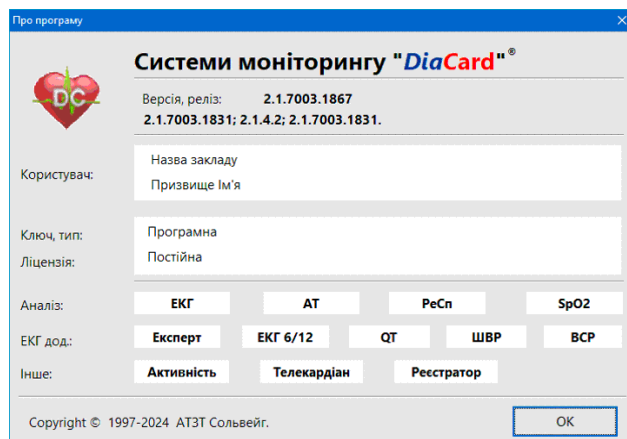 Про програму
Системи моніторингу "DiaCard"®
DC
Версія, реліз: 2.1.7003.1867
2.1.7003.1831; 2.1.4.2; 2.1.7003.1831.
Користувач:
Назва закладу
Призвище Ім'я
Ключ, тип: Програмна
Ліцензія: Постійна
Аналіз: ЕКГ АТ РеСп SpO2
ЕКГ дод.: Експерт ЕКГ 6/12 QT ШВР ВСР
Інше: Активність Телекардіан Реєстратор
Copyright © 1997-2024 АТЗТ Сольвейг. OK